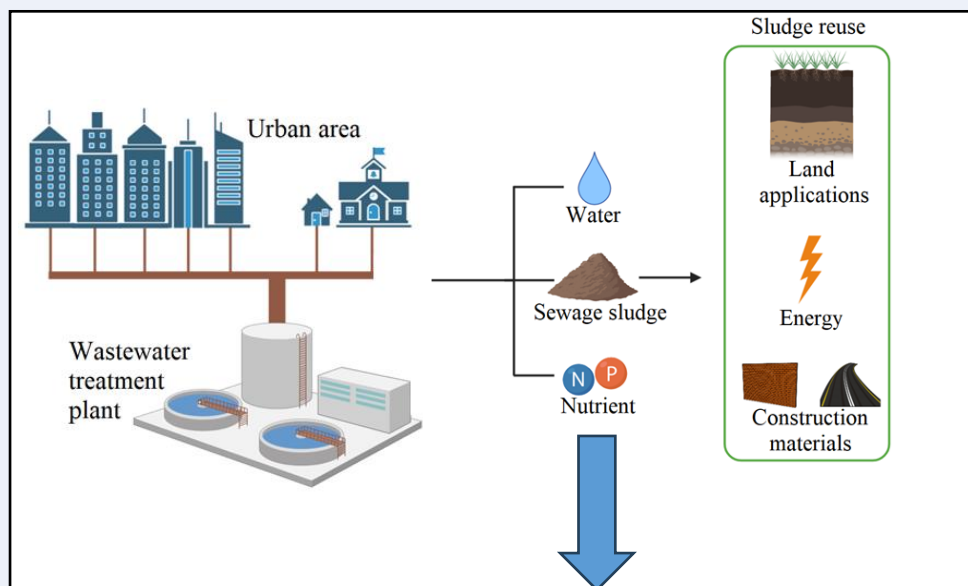 Sludge reuse
Urban area
Land
applications
Water
Sewage sludge
Energy
Wastewater
treatment
plant
N P
Nutrient
Construction
materials